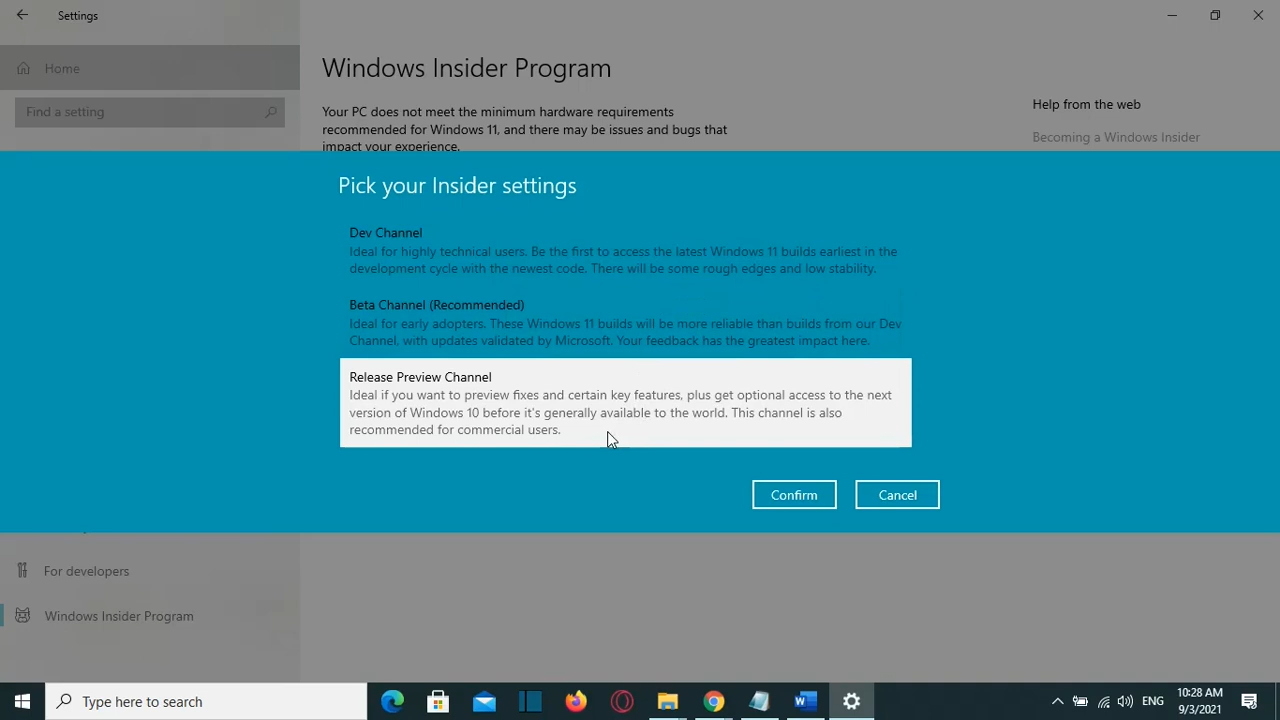 Settings
Home
Find a setting
Windows Insider Program
Your PC does not meet the minimum hardware requirements
recommended for Windows 11, and there may be issues and bugs that
impact your experience.
Help from the web
Becoming a Windows Insider
Pick your Insider settings
Dev Channel
Ideal for highly technical users. Be the first to access the latest Windows 11 builds earliest in the
development cycle with the newest code. There will be some rough edges and low stability.
Beta Channel (Recommended)
Ideal for early adopters. These Windows 11 builds will be more reliable than builds from our Dev
Channel, with updates validated by Microsoft. Your feedback has the greatest impact here.
Release Preview Channel
Ideal if you want to preview fixes and certain key features, plus get optional access to the next
version of Windows 10 before it's generally available to the world. This channel is also
recommended for commercial users.
Confirm
Cancel
For developers
Windows Insider Program
Type here to search
ENG
10:28 AM
9/3/2021